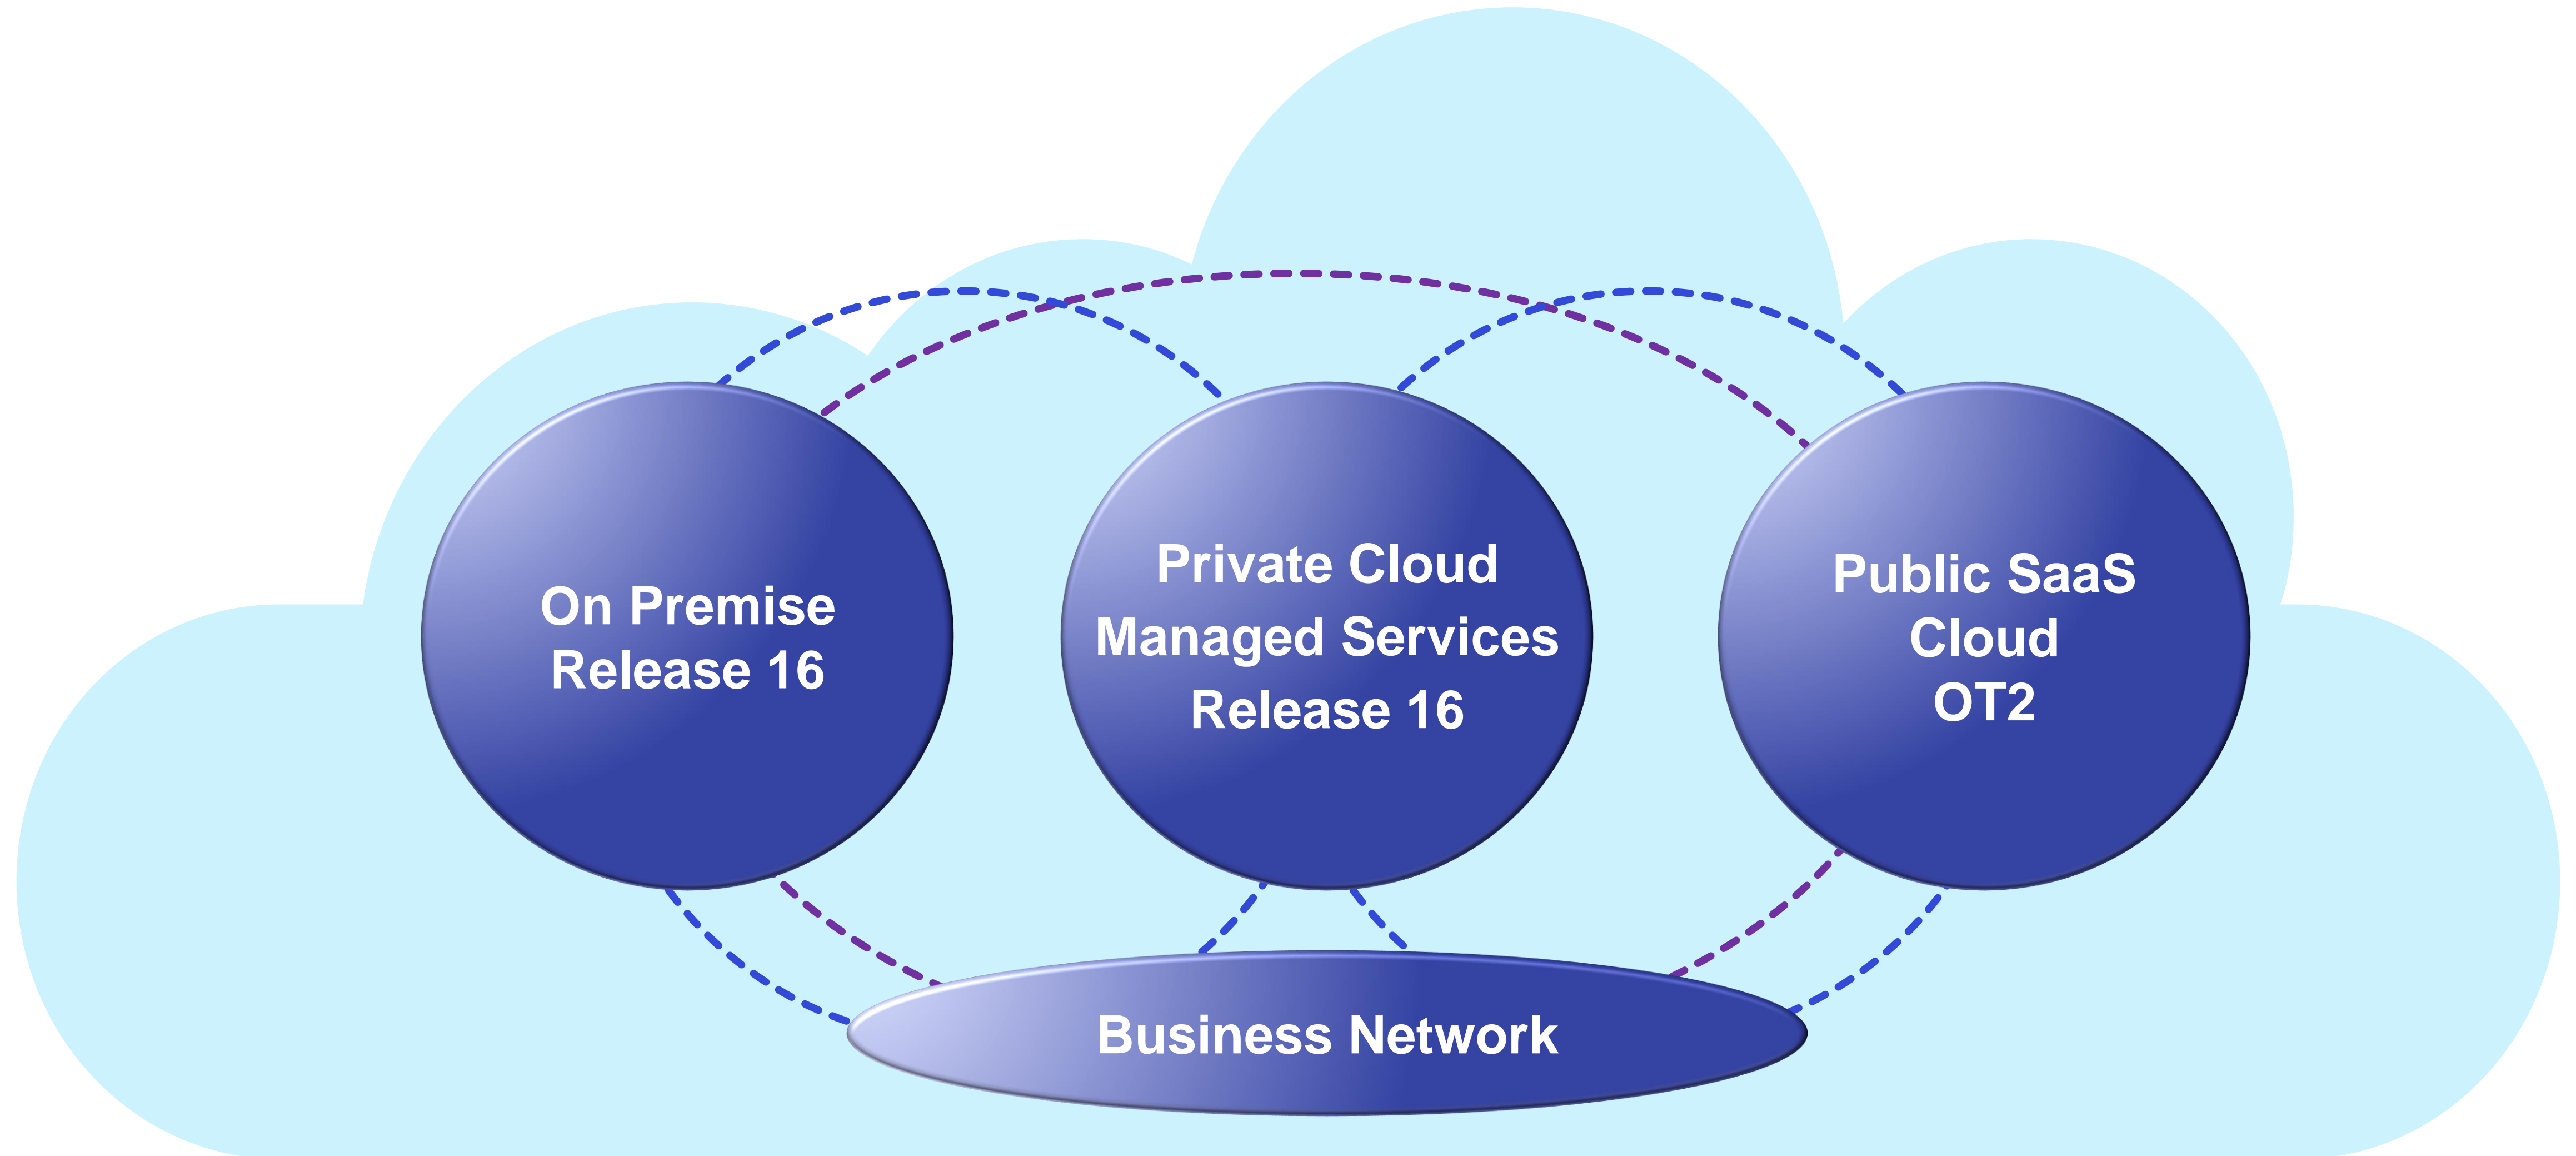 On Premise
Release 16
Private Cloud
Managed Services
Release 16
Public SaaS
Cloud
OT2
Business Network